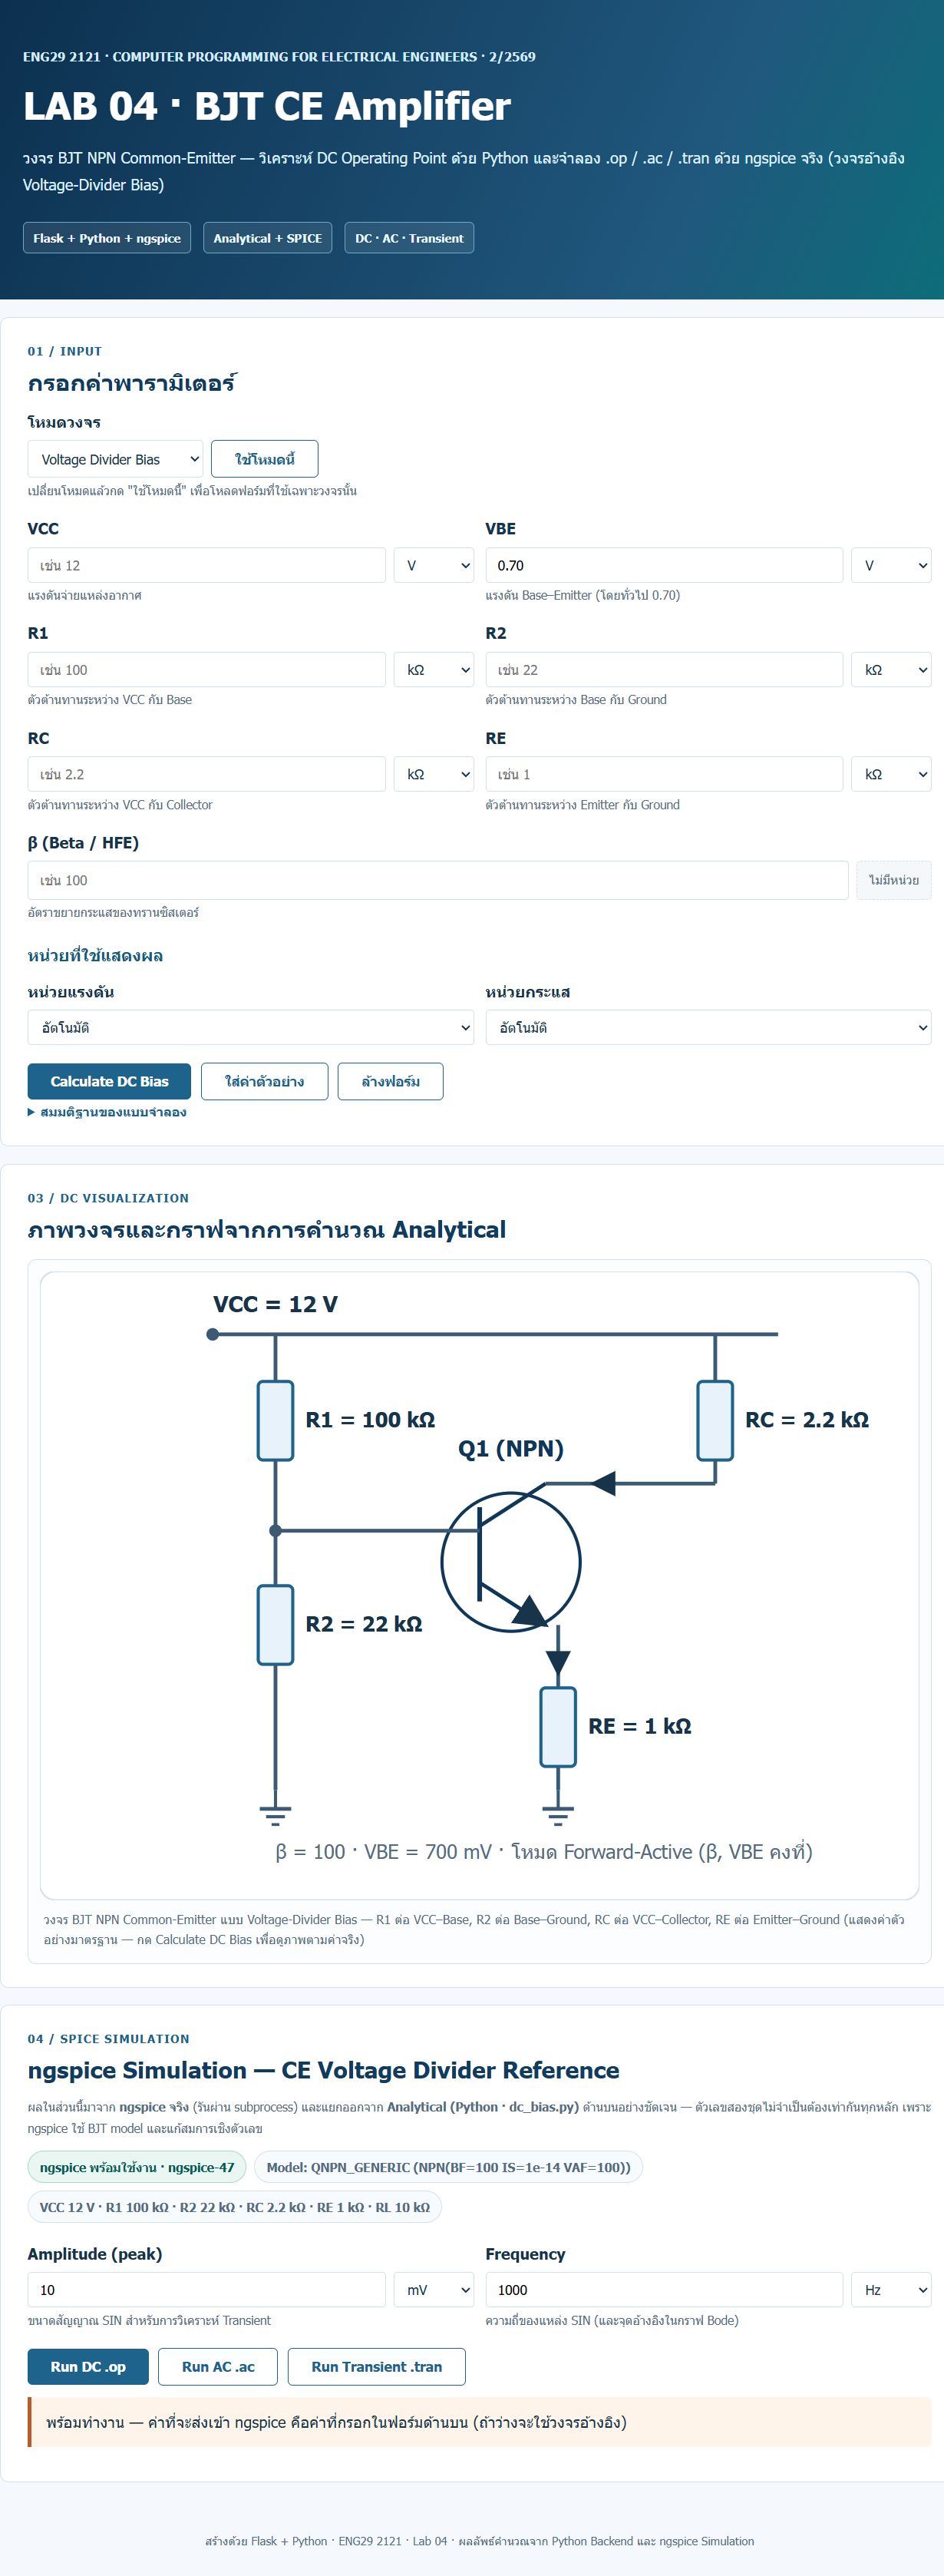 ENG29 2121 · COMPUTER PROGRAMMING FOR ELECTRICAL ENGINEERS · 2/2569
LAB 04 · BJT CE Amplifier
วงจร BJT NPN Common-Emitter — วิเคราะห์ DC Operating Point ด้วย Python และจำลอง .op / .ac / .tran ด้วย ngspice จริง (วงจรอ้างอิง
Voltage-Divider Bias)
Flask + Python + ngspice
Analytical + SPICE
DC · AC · Transient
01 / INPUT
กรอกค่าพารามิเตอร์
โหมดวงจร
Voltage Divider Bias
ใช้โหมดนี้
เปลี่ยนโหมดแล้วกด "ใช้โหมดนี้" เพื่อโหลดฟอร์มที่ใช้เฉพาะวงจรนั้น
VCC
VBE
เช่น 12
V
0.70
V
แรงดันจ่ายแหล่งอากาศ
แรงดัน Base–Emitter (โดยทั่วไป 0.70)
R1
R2
เช่น 100
kΩ
เช่น 22
kΩ
ตัวต้านทานระหว่าง VCC กับ Base
ตัวต้านทานระหว่าง Base กับ Ground
RC
RE
เช่น 2.2
kΩ
เช่น 1
kΩ
ตัวต้านทานระหว่าง VCC กับ Collector
ตัวต้านทานระหว่าง Emitter กับ Ground
β (Beta / HFE)
เช่น 100
ไม่มีหน่วย
อัตราขยายกระแสของทรานซิสเตอร์
หน่วยที่ใช้แสดงผล
หน่วยแรงดัน
หน่วยกระแส
อัตโนมัติ
อัตโนมัติ
Calculate DC Bias
ใส่ค่าตัวอย่าง
ล้างฟอร์ม
▶ สมมติฐานของแบบจำลอง
03 / DC VISUALIZATION
ภาพวงจรและกราฟจากการคำนวณ Analytical
VCC = 12 V
R1 = 100 kΩ
RC = 2.2 kΩ
Q1 (NPN)
R2 = 22 kΩ
RE = 1 kΩ
β = 100 · VBE = 700 mV · โหมด Forward-Active (β, VBE คงที่)
วงจร BJT NPN Common-Emitter แบบ Voltage-Divider Bias — R1 ต่อ VCC–Base, R2 ต่อ Base–Ground, RC ต่อ VCC–Collector, RE ต่อ Emitter–Ground (แสดงค่าตัว
อย่างมาตรฐาน — กด Calculate DC Bias เพื่อดูภาพตามค่าจริง)
04 / SPICE SIMULATION
ngspice Simulation — CE Voltage Divider Reference
ผลในส่วนนี้มาจาก ngspice จริง (รันผ่าน subprocess) และแยกออกจาก Analytical (Python · dc_bias.py) ด้านบนอย่างชัดเจน — ตัวเลขสองชุดไม่จำเป็นต้องเท่ากันทุกหลัก เพราะ
ngspice ใช้ BJT model และแก้สมการเชิงตัวเลข
ngspice พร้อมใช้งาน · ngspice-47
Model: QNPN_GENERIC (NPN(BF=100 IS=1e-14 VAF=100))
VCC 12 V · R1 100 kΩ · R2 22 kΩ · RC 2.2 kΩ · RE 1 kΩ · RL 10 kΩ
Amplitude (peak)
Frequency
10
mV
1000
Hz
ขนาดสัญญาณ SIN สำหรับการวิเคราะห์ Transient
ความถี่ของแหล่ง SIN (และจุดอ้างอิงในกราฟ Bode)
Run DC .op
Run AC .ac
Run Transient .tran
พร้อมทำงาน — ค่าที่จะส่งเข้า ngspice คือค่าที่กรอกในฟอร์มด้านบน (ถ้าว่างจะใช้วงจรอ้างอิง)
สร้างด้วย Flask + Python · ENG29 2121 · Lab 04 · ผลลัพธ์คำนวณจาก Python Backend และ ngspice Simulation